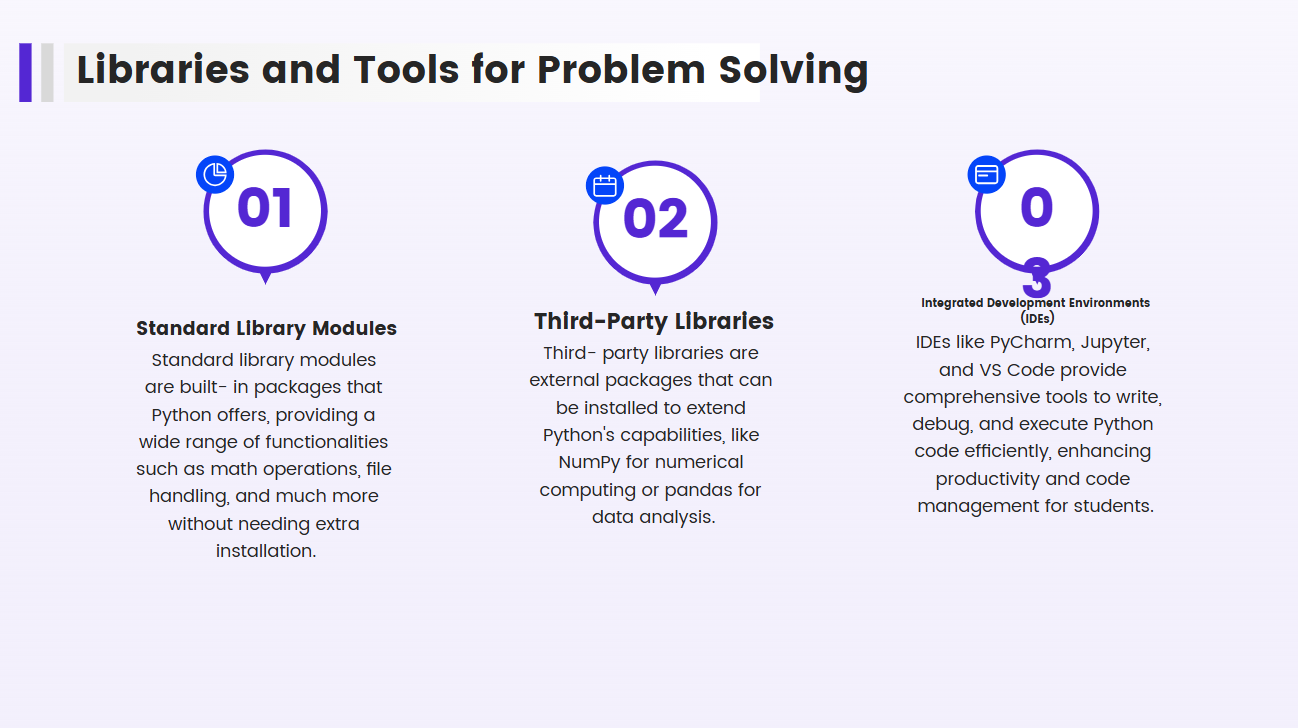 Libraries and Tools for Problem Solving
01
Standard Library Modules
Standard library modules
are built- in packages that
Python offers, providing a
wide range of functionalities
such as math operations, file
handling, and much more
without needing extra
installation.
02
Third-Party Libraries
Third- party libraries are
external packages that can
be installed to extend
Python's capabilities, like
NumPy for numerical
computing or pandas for
data analysis.
0
3
Integrated Development Environments
(IDEs)
IDEs like PyCharm, Jupyter,
and VS Code provide
comprehensive tools to write,
debug, and execute Python
code efficiently, enhancing
productivity and code
management for students.